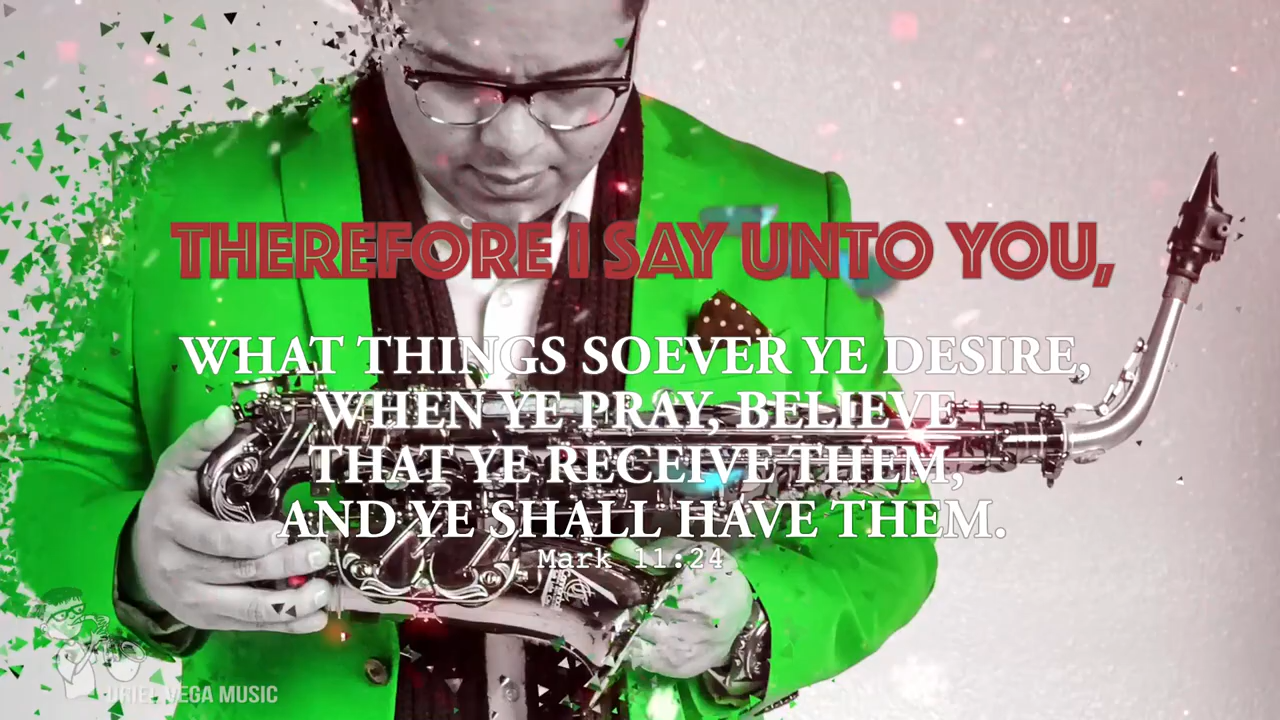 THEREFORE I SAY UNTO YOU,
WHAT THINGS SOEVER YE DESIRE,
WHEN YE PRAY, BELIEVE
THAT YE RECEIVE THEM,
AND YE SHALL HAVE THEM.
Mark 11:24
URIEL VEGA MUSIC